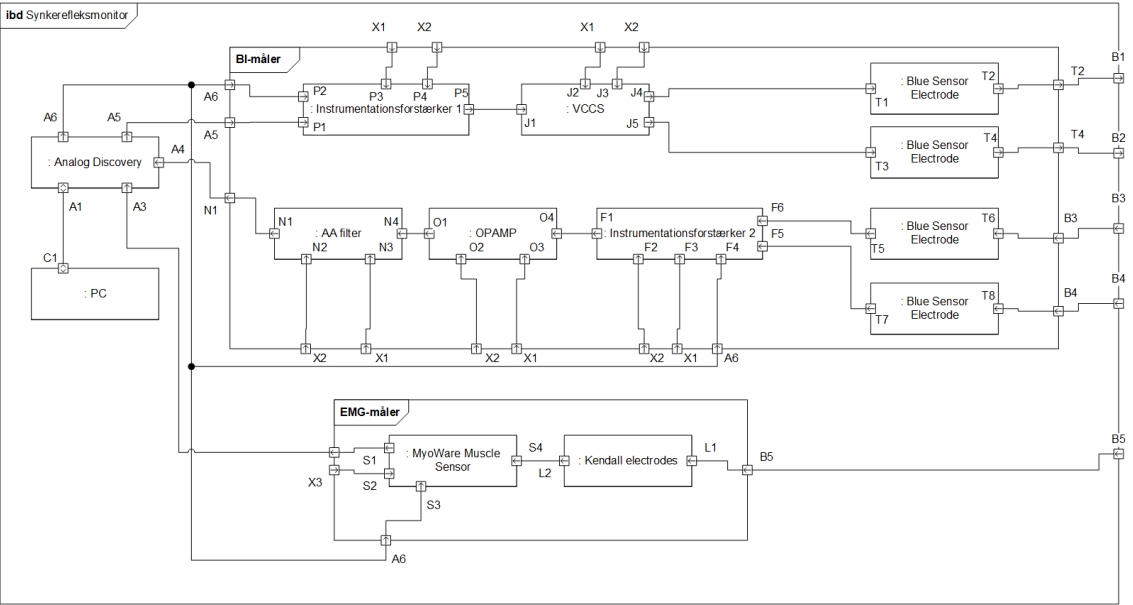 ibd Synkerefleksmonitor
X1
X2
X1
X2
BI-måler
B1
A6
P2
P3
P4
P5
: Instrumentationsforstærker 1
P1
J2
J3
J4
: VCCS
J1
J5
: Blue Sensor
Electrode
T2
T1
T2
A6
A5
A5
A4
: Analog Discovery
A1
A3
: Blue Sensor
Electrode
T4
T3
T4
B2
N1
N1
N4
: AA filter
N2
N3
O1
O4
: OPAMP
O2
O3
F1
: Instrumentationsforstærker 2
F2
F3
F4
F6
F5
: Blue Sensor
Electrode
T6
T5
B3
B3
C1
: PC
: Blue Sensor
Electrode
T8
T7
B4
B4
X2
X1
X2
X1
X2
X1
A6
EMG-måler
: MyoWare Muscle
Sensor
S1
S2
S3
S4
L2
: Kendall electrodes
L1
B5
B5
X3
A6